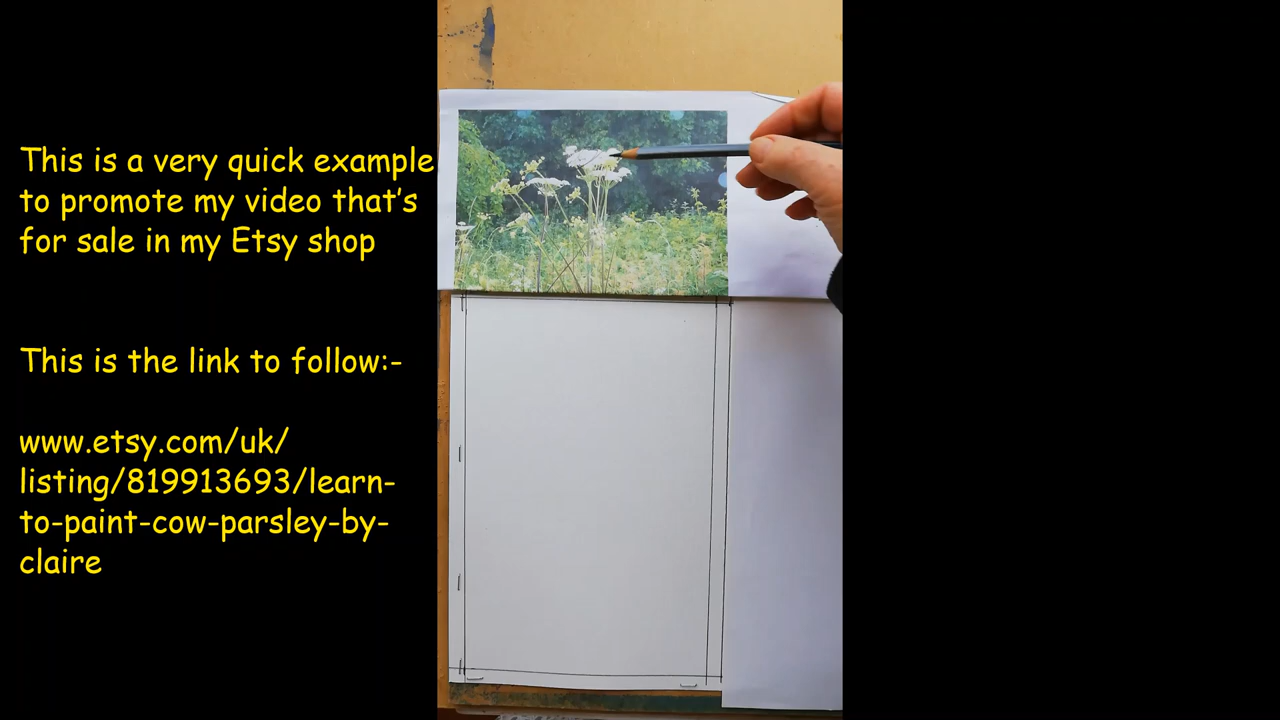 This is a very quick example
to promote my video that's
for sale in my Etsy shop
This is the link to follow:-
www.etsy.com/uk/
listing/819913693/learn-
to-paint-cow-parsley-by-
claire